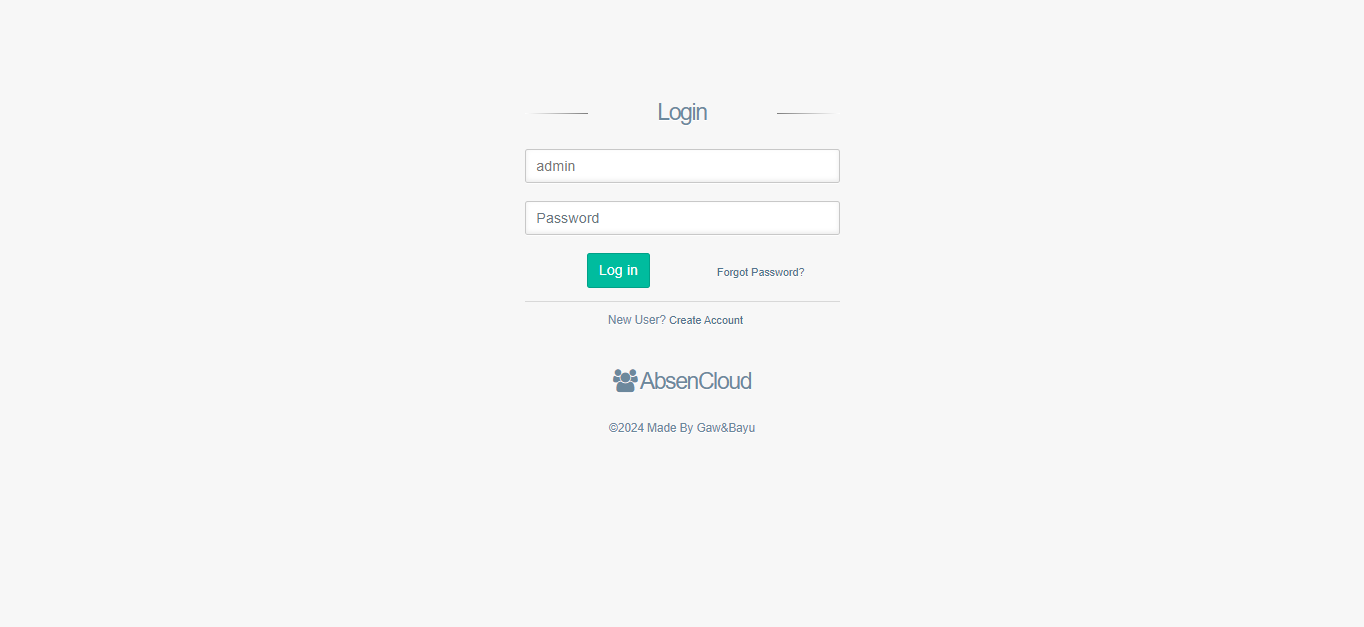 Login
admin
Password
Log in
Forgot Password?
New User? Create Account
AbsenCloud
©2024 Made By Gaw&Bayu